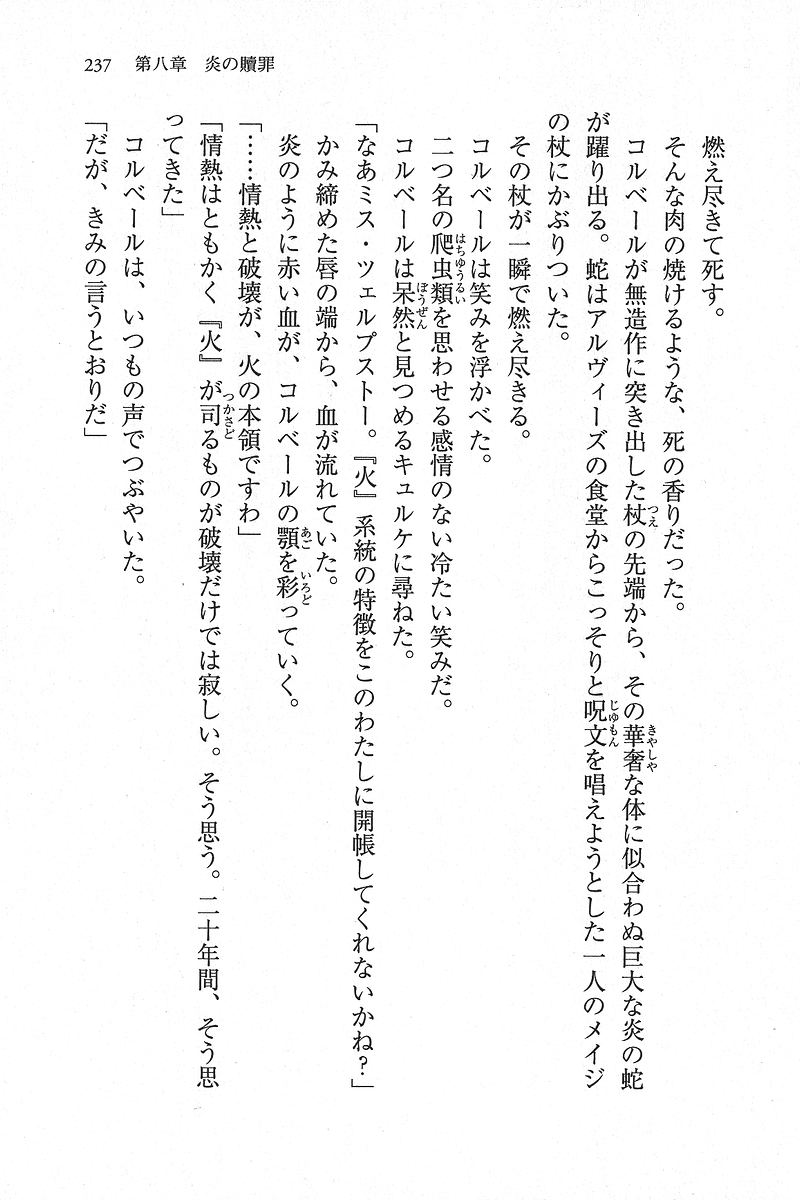 237　第八章　炎の贖罪
燃え尽きて死す。
そんな肉の焼けるような、死の香りだった。
コルベールが無造作に突き出した杖の先端から、その華奢な体に似合わぬ巨大な炎の蛇
が躍り出る。蛇はアルヴィーズの食堂からこっそりと呪文を唱えようとした一人のメイジ
の杖にかぶりついた。
その杖が一瞬で燃え尽きる。
コルベールは笑みを浮かべた。
二つ名の爬虫類を思わせる感情のない冷たい笑みだ。
コルベールは呆然と見つめるキュルケに尋ねた。
「なあミス・ツェルプストー。『火』系統の特徴をこのわたしに開帳してくれないかね？」
かみ締めた唇の端から、血が流れていた。
炎のように赤い血が、コルベールの顎を彩っていく。
「……情熱と破壊が、火の本領ですわ」
「情熱はともかく『火』が司るものが破壊だけでは寂しい。そう思う。二十年間、そう思
ってきた」
コルベールは、いつもの声でつぶやいた。
「だが、きみの言うとおりだ」